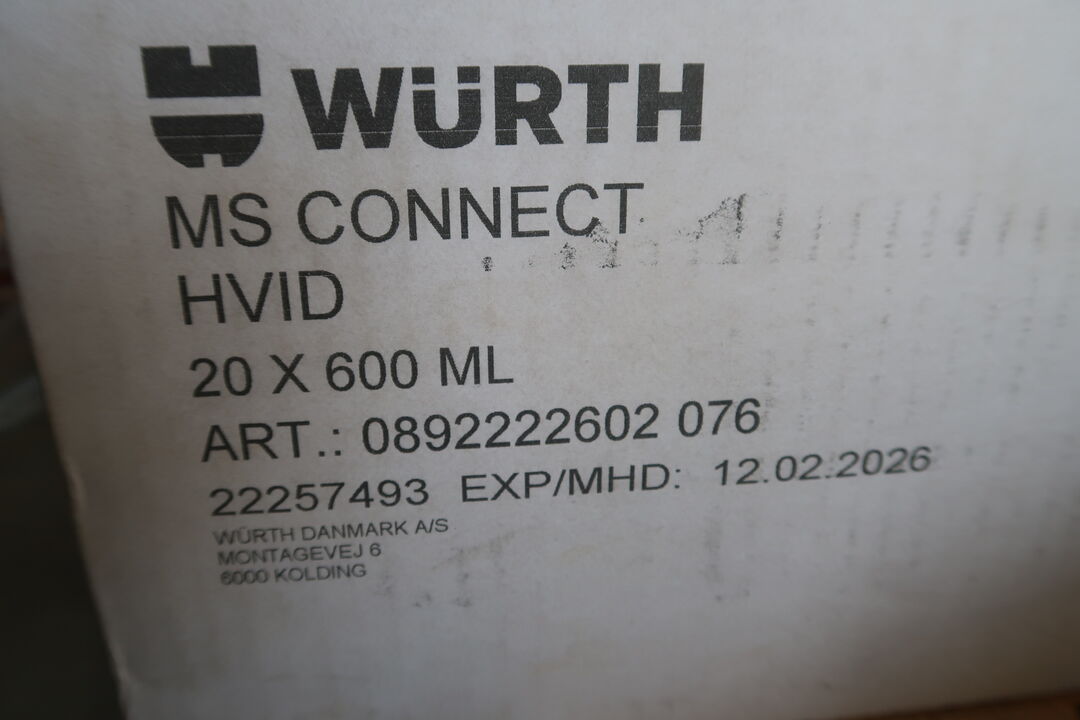 WÜRTH
MS CONNECT
HVID
20 X 600 ML
ART.: 0892222602 076
22257493 EXP/MHD: 12.02.2026
WÜRTH DANMARK A/S
MONTAGEVEJ 6
6000 KOLDING